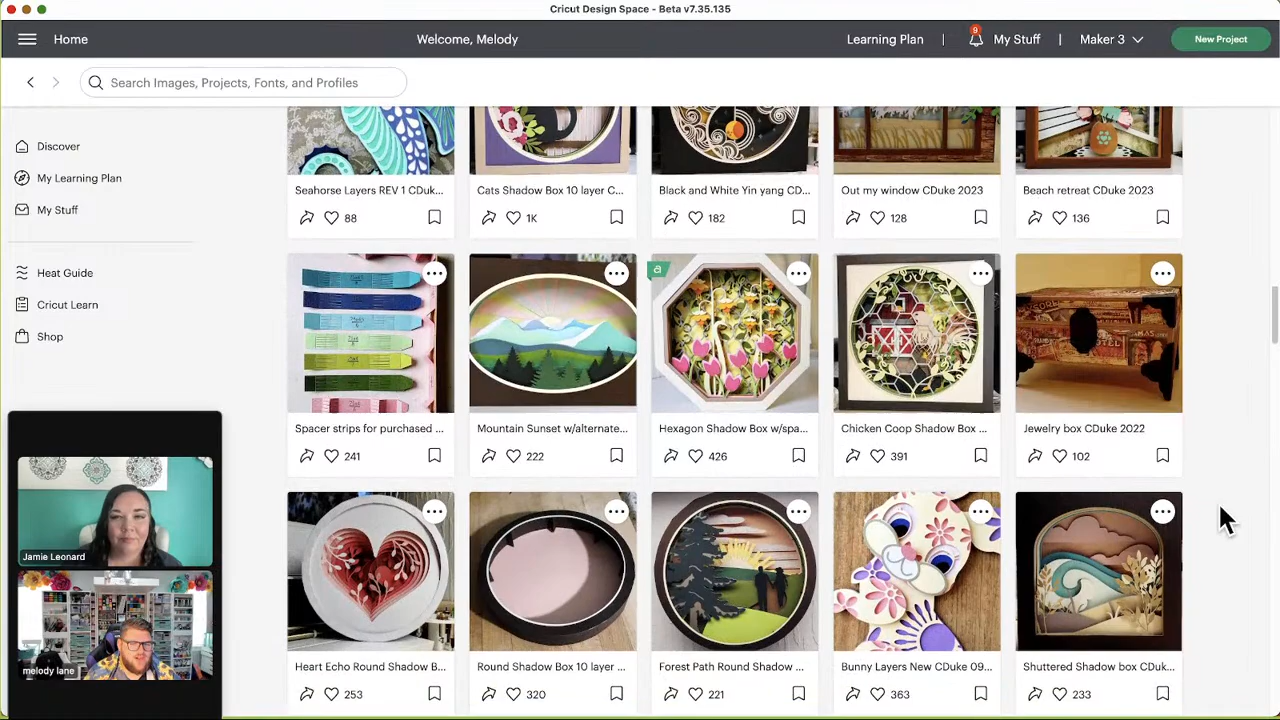 Cricut Design Space - Beta v7.35.135
Home
Welcome, Melody
Learning Plan
9
My Stuff
Maker 3
New Project
Search Images, Projects, Fonts, and Profiles
Discover
My Learning Plan
My Stuff
Heat Guide
Cricut Learn
Shop
Seahorse Layers REV 1 CDuk...
88
Cats Shadow Box 10 layer C...
1K
Black and White Yin yang CD...
182
Out my window CDuke 2023
128
Beach retreat CDuke 2023
136
a
Spacer strips for purchased ...
241
Mountain Sunset w/alternate...
222
Hexagon Shadow Box w/spa...
426
Chicken Coop Shadow Box ...
391
Jewelry box CDuke 2022
102
Heart Echo Round Shadow B...
253
Round Shadow Box 10 layer ...
320
Forest Path Round Shadow ...
221
Bunny Layers New CDuke 09...
363
Shuttered Shadow box CDuk...
233
Jamie Leonard
melody lane